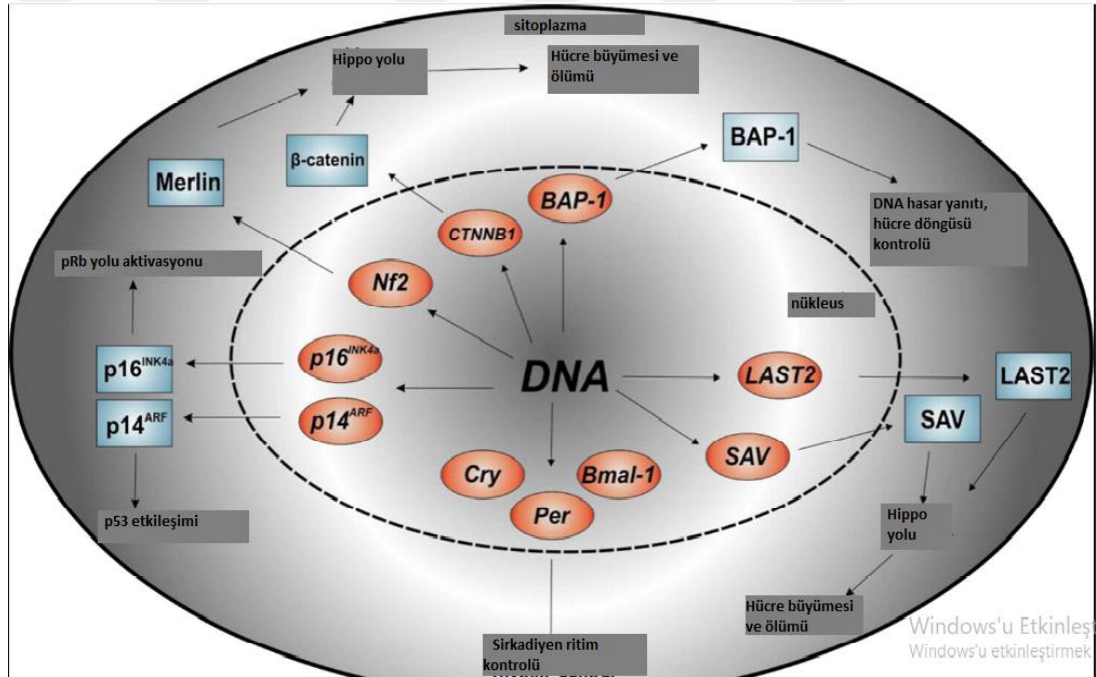 sitoplazma
Hippo yolu
Hücre büyümesi ve
ölümü
BAP-1
β-catenin
Merlin
BAP-1
CTNNB1
DNA hasar yanıtı,
hücre döngüsü
kontrolü
pRb yolu aktivasyonu
Nf2
nükleus
p16INK4a
p16INK4a
DNA
LAST2
LAST2
p14ARF
p14ARF
SAV
SAV
Cry
Bmal-1
Per
p53 etkileşimi
Hippo
yolu
Hücre büyümesi
ve ölümü
Sirkadiyen ritim
kontrolü
Windows'u Etkinleşt
Windows'u etkinleştirmek